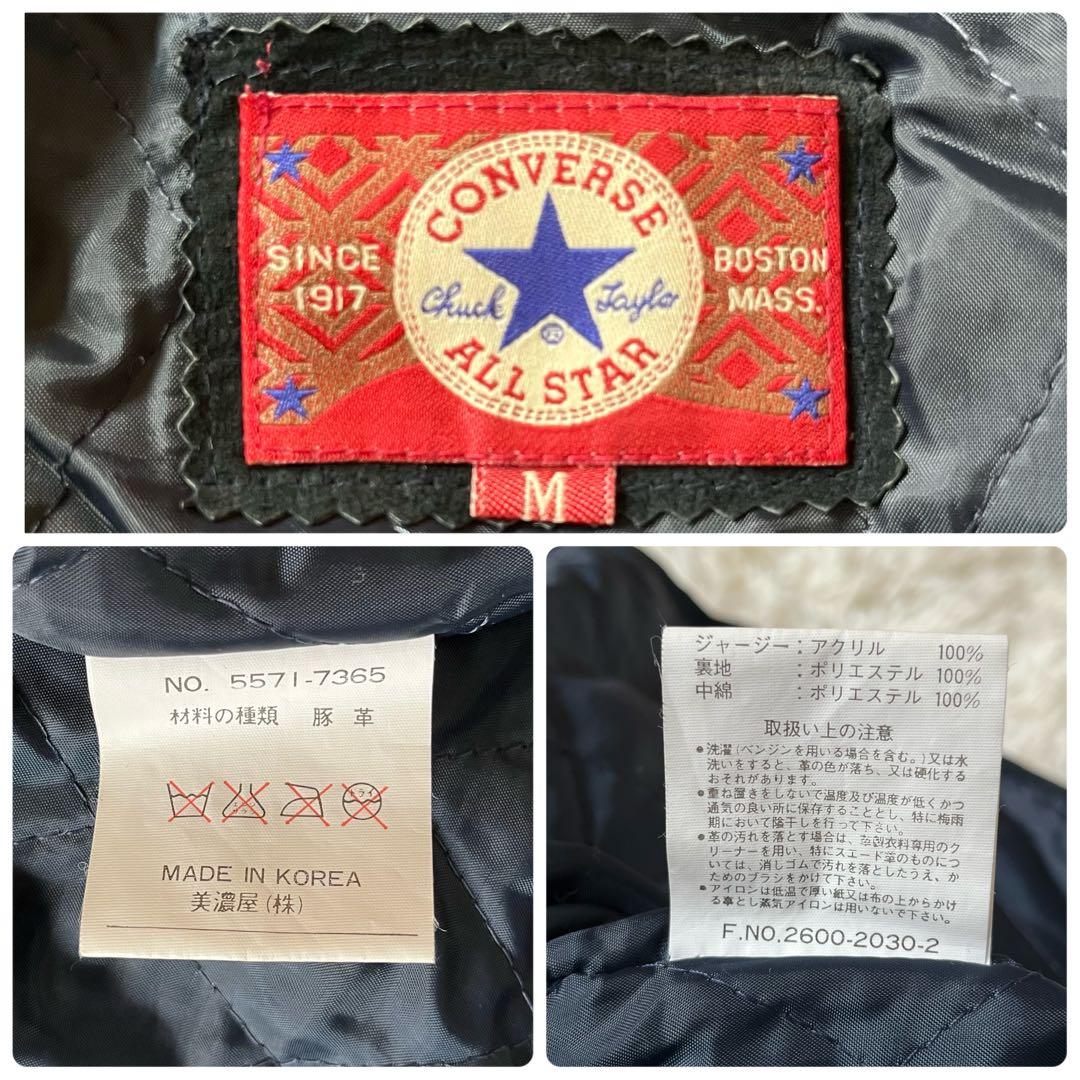 CONVERSE
SINCE
1917
Chuck Taylor
®
BOSTON
MASS.
ALL STAR
M
NO. 5571-7365
材料の種類 豚革
MADE IN KOREA
美濃屋(株)
ジャージー:アクリル 100%
裏地:ポリエステル 100%
中綿:ポリエステル 100%
取扱い上の注意
●洗濯(ベンジンを用いる場合を含む。)又は水
洗いをすると、革の色が落ち、又は硬化する
おそれがあります。
●重ね置きをしないで温度及び湿度が低くかつ
通気の良い所に保存することとし、特に梅雨
期において陰干しを行って下さい。
●革の汚れを落とす場合は、革製衣料専用のク
リーナーを用い、特にスエード等のものにつ
いては、消しゴムで汚れを落としたうえ、か
ためのブラシをかけて下さい。
●アイロンは低温で厚い紙又は布の上からかけ
る事とし蒸気アイロンは用いないで下さい。
F.NO.2600-2030-2